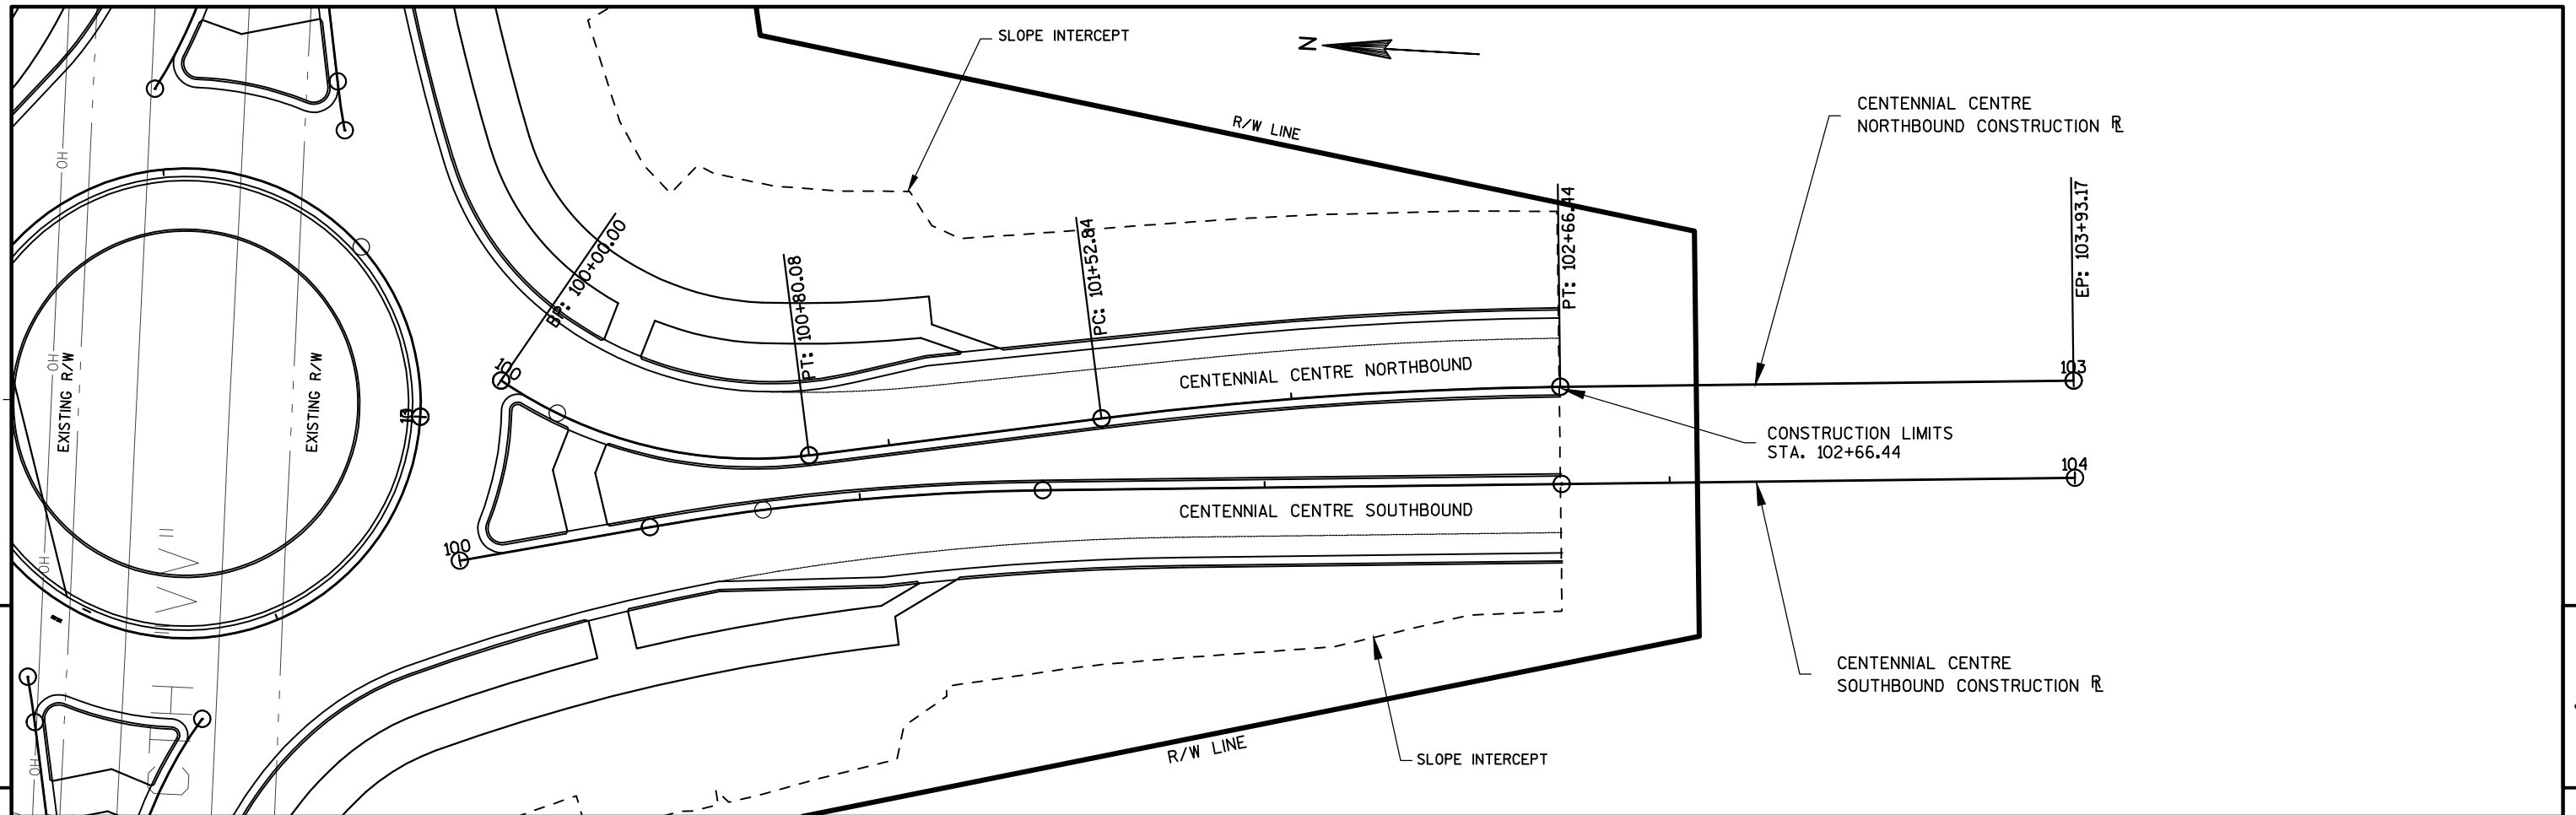 SLOPE INTERCEPT
N
CENTENNIAL CENTRE
NORTHBOUND CONSTRUCTION ℞L
R/W LINE
OH
BP: 100+00.00
PT: 100+80.08
PC: 101+52.84
PT: 102+66.44
EP: 103+93.17
OH
EXISTING R/W
EXISTING R/W
100
103
13
CENTENNIAL CENTRE NORTHBOUND
CONSTRUCTION LIMITS
STA. 102+66.44
104
CENTENNIAL CENTRE SOUTHBOUND
100
OH
CENTENNIAL CENTRE
SOUTHBOUND CONSTRUCTION ℞L
R/W LINE
SLOPE INTERCEPT
OH